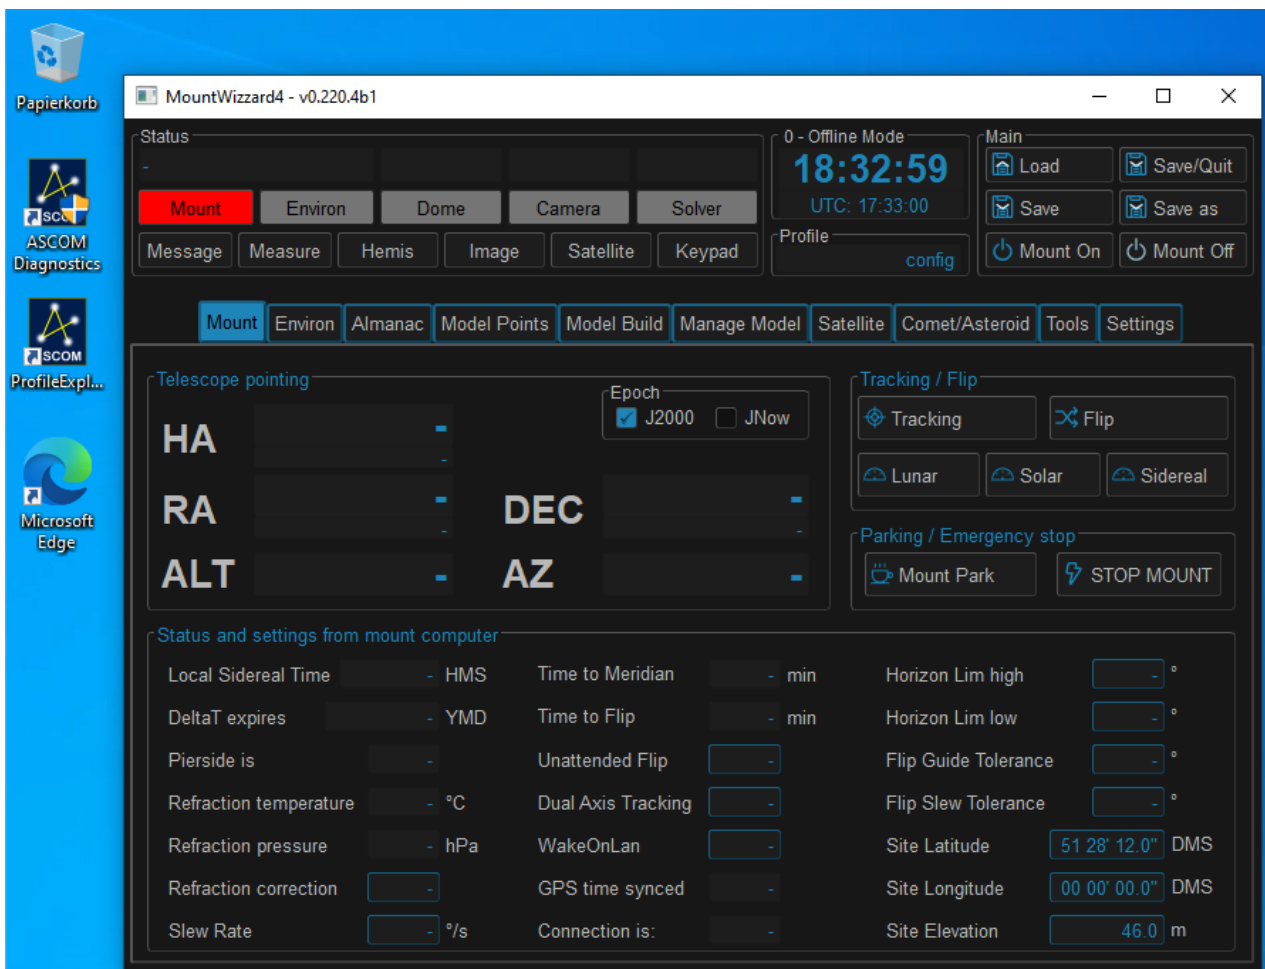 Papierkorb
ASCOM
Diagnostics
SCOM
ProfileExpl...
Microsoft
Edge
MountWizzard4 - v0.220.4b1
Status
0 - Offline Mode
Main
-
18:32:59
UTC: 17:33:00
Load
Save/Quit
Mount Environ Dome Camera Solver
Save
Save as
Message Measure Hemis Image Satellite Keypad
Profile
config
Mount On
Mount Off
Mount Environ Almanac Model Points Model Build Manage Model Satellite Comet/Asteroid Tools Settings
Telescope pointing
Epoch
J2000 JNow
HA -
-
RA -
-
DEC -
-
ALT -
AZ -
Tracking / Flip
Tracking Flip
Lunar Solar Sidereal
Parking / Emergency stop
Mount Park STOP MOUNT
Status and settings from mount computer
Local Sidereal Time - HMS
Time to Meridian - min
Horizon Lim high - °
DeltaT expires - YMD
Time to Flip - min
Horizon Lim low - °
Pierside is -
Unattended Flip -
Flip Guide Tolerance - °
Refraction temperature - °C
Dual Axis Tracking -
Flip Slew Tolerance - °
Refraction pressure - hPa
WakeOnLan -
Site Latitude 51 28' 12.0" DMS
Refraction correction -
GPS time synced -
Site Longitude 00 00' 00.0" DMS
Slew Rate - °/s
Connection is: -
Site Elevation 46.0 m